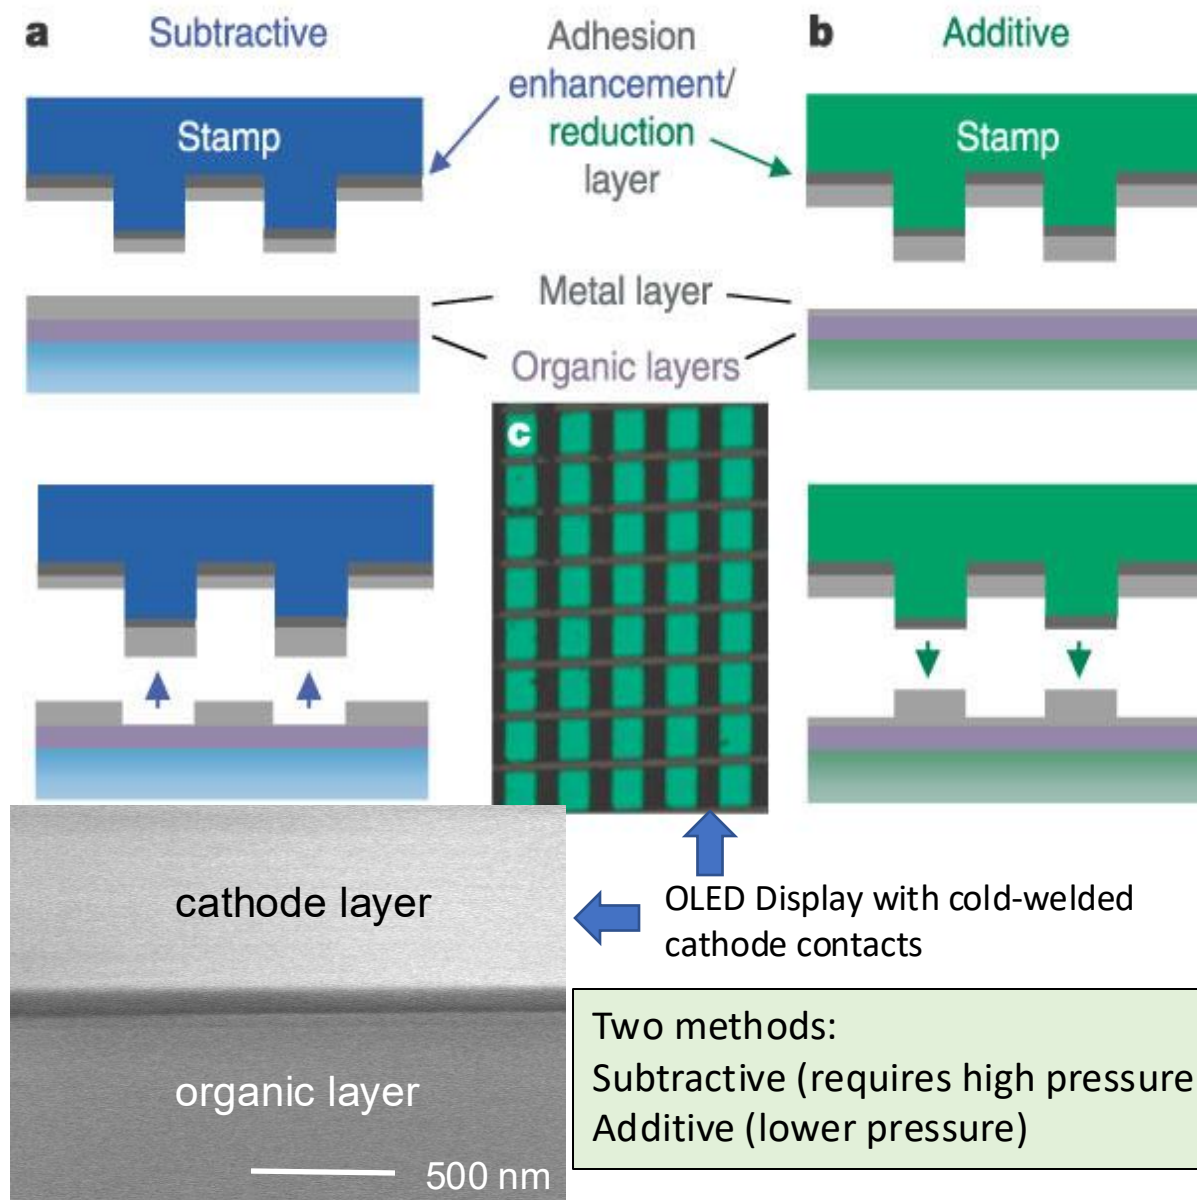 a
Subtractive
Adhesion
enhancement/
reduction
layer
b
Additive
Stamp
Stamp
Metal layer
Organic layers
c
cathode layer
organic layer
500 nm
OLED Display with cold-welded
cathode contacts
Two methods:
Subtractive (requires high pressure
Additive (lower pressure)